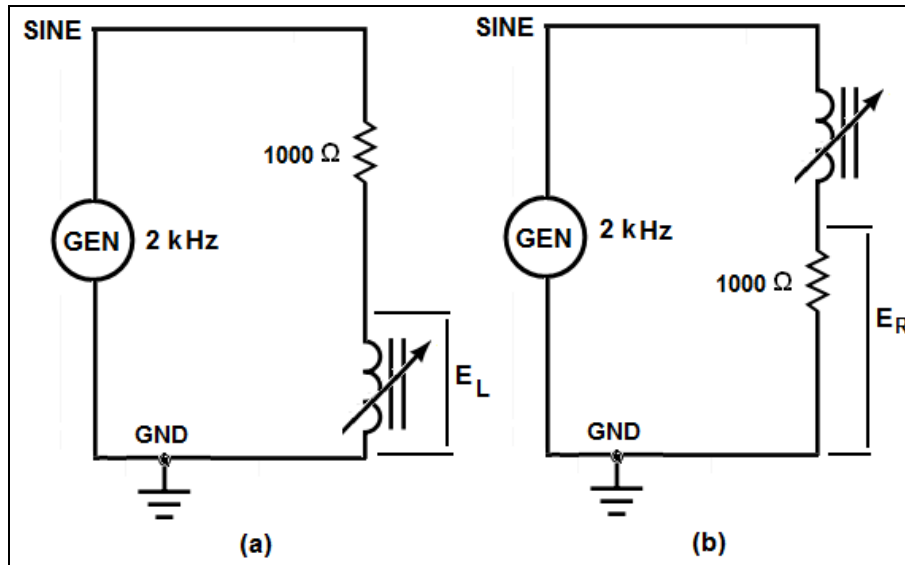 SINE
1000 Ω
GEN
2 kHz
E_L
GND
(a)
SINE
GEN
2 kHz
1000 Ω
E_R
GND
(b)